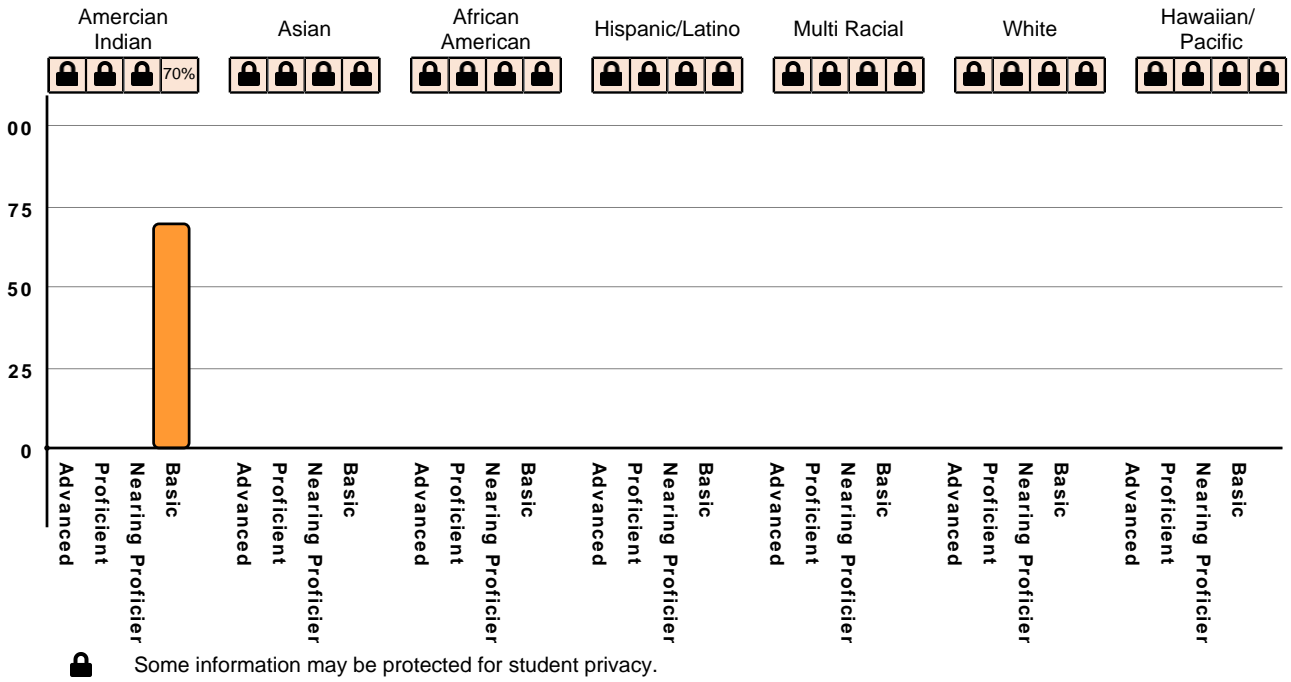 Amercian
Indian
Asian
African
American
Hispanic/Latino
Multi Racial
White
Hawaiian/
Pacific
70%
00
75
50
25
0
Advanced
Proficient
Nearing Proficier
Basic
Advanced
Proficient
Nearing Proficier
Basic
Advanced
Proficient
Nearing Proficier
Basic
Advanced
Proficient
Nearing Proficier
Basic
Advanced
Proficient
Nearing Proficier
Basic
Advanced
Proficient
Nearing Proficier
Basic
Advanced
Proficient
Nearing Proficier
Basic
Some information may be protected for student privacy.